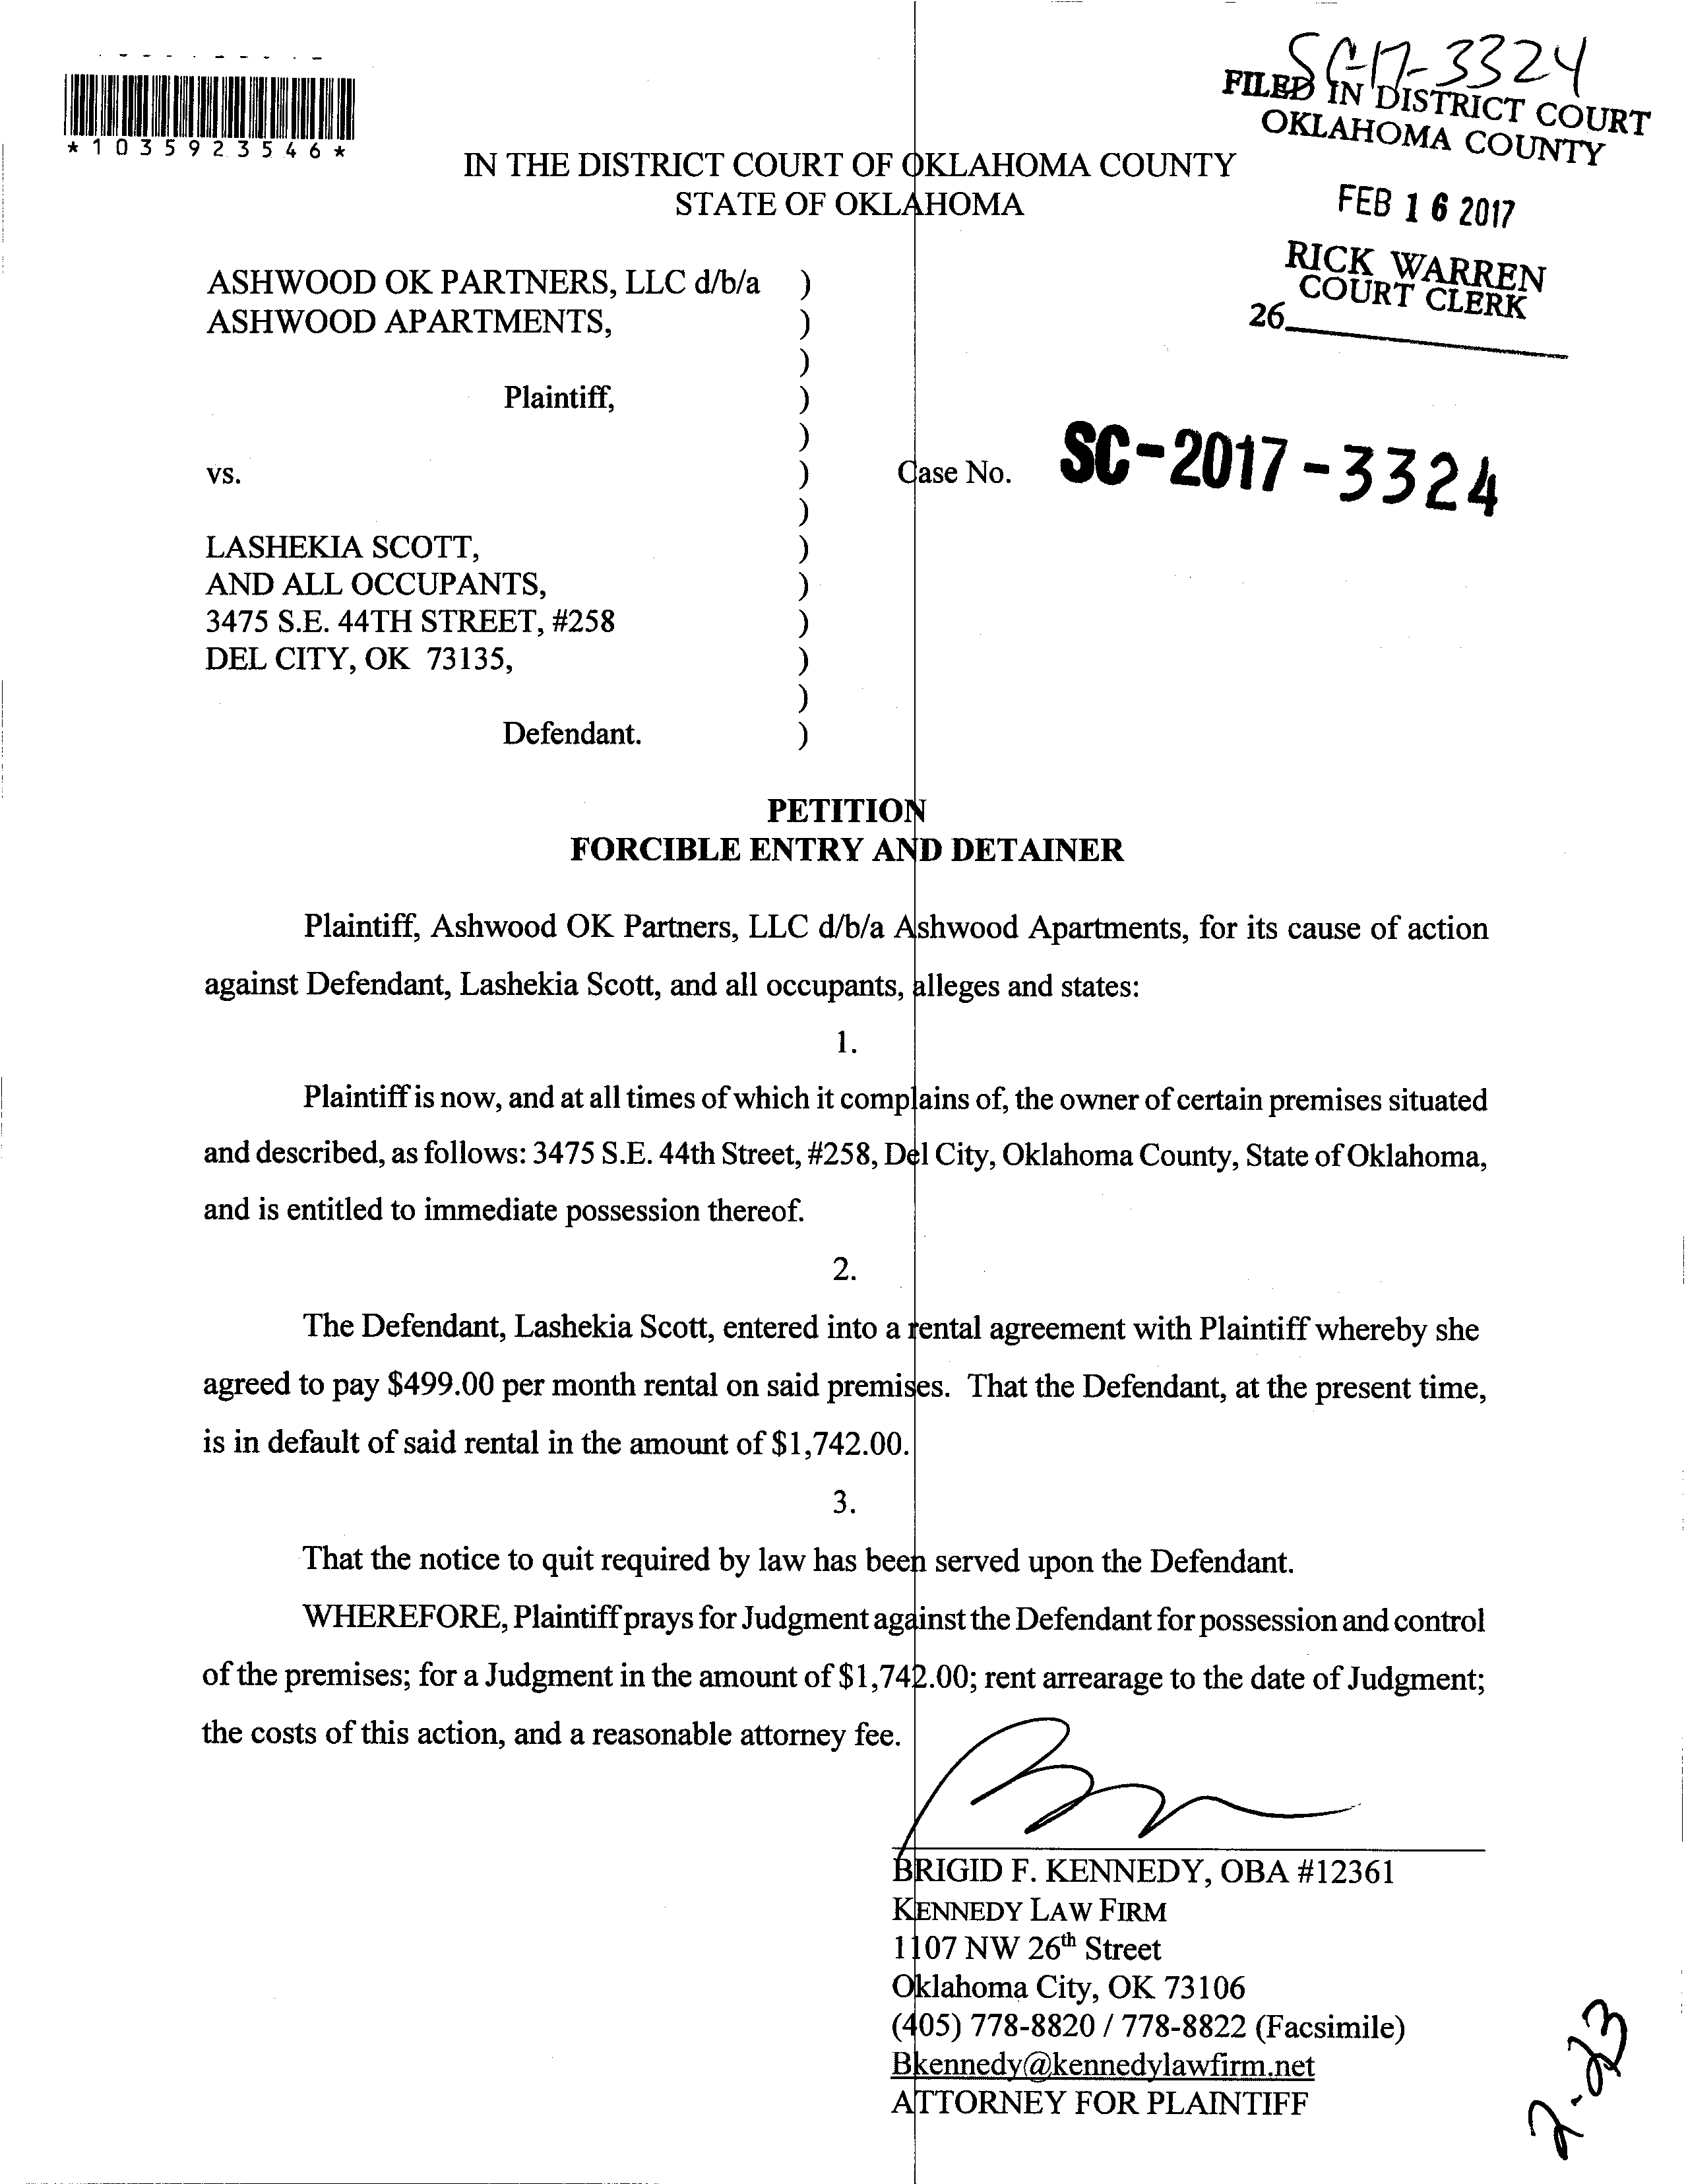 SC-17-3324
FILED IN DISTRICT COURT
OKLAHOMA COUNTY
FEB 16 2017
RICK WARREN
COURT CLERK
26
*1035923546*
IN THE DISTRICT COURT OF OKLAHOMA COUNTY
STATE OF OKLAHOMA
ASHWOOD OK PARTNERS, LLC d/b/a )
ASHWOOD APARTMENTS, )
)
Plaintiff, )
)
vs. ) Case No. SC-2017-3324
)
LASHEKIA SCOTT, )
AND ALL OCCUPANTS, )
3475 S.E. 44TH STREET, #258 )
DEL CITY, OK 73135, )
)
Defendant. )
PETITION
FORCIBLE ENTRY AND DETAINER
Plaintiff, Ashwood OK Partners, LLC d/b/a Ashwood Apartments, for its cause of action
against Defendant, Lashekia Scott, and all occupants, alleges and states:
1.
Plaintiff is now, and at all times of which it complains of, the owner of certain premises situated
and described, as follows: 3475 S.E. 44th Street, #258, Del City, Oklahoma County, State of Oklahoma,
and is entitled to immediate possession thereof.
2.
The Defendant, Lashekia Scott, entered into a rental agreement with Plaintiff whereby she
agreed to pay $499.00 per month rental on said premises. That the Defendant, at the present time,
is in default of said rental in the amount of $1,742.00.
3.
That the notice to quit required by law has been served upon the Defendant.
WHEREFORE, Plaintiff prays for Judgment against the Defendant for possession and control
of the premises; for a Judgment in the amount of $1,742.00; rent arrearage to the date of Judgment;
the costs of this action, and a reasonable attorney fee.
BRIGID F. KENNEDY, OBA #12361
KENNEDY LAW FIRM
1107 NW 26th Street
Oklahoma City, OK 73106
(405) 778-8820 / 778-8822 (Facsimile)
Bkennedy@kennedylawfirm.net
ATTORNEY FOR PLAINTIFF
2-23